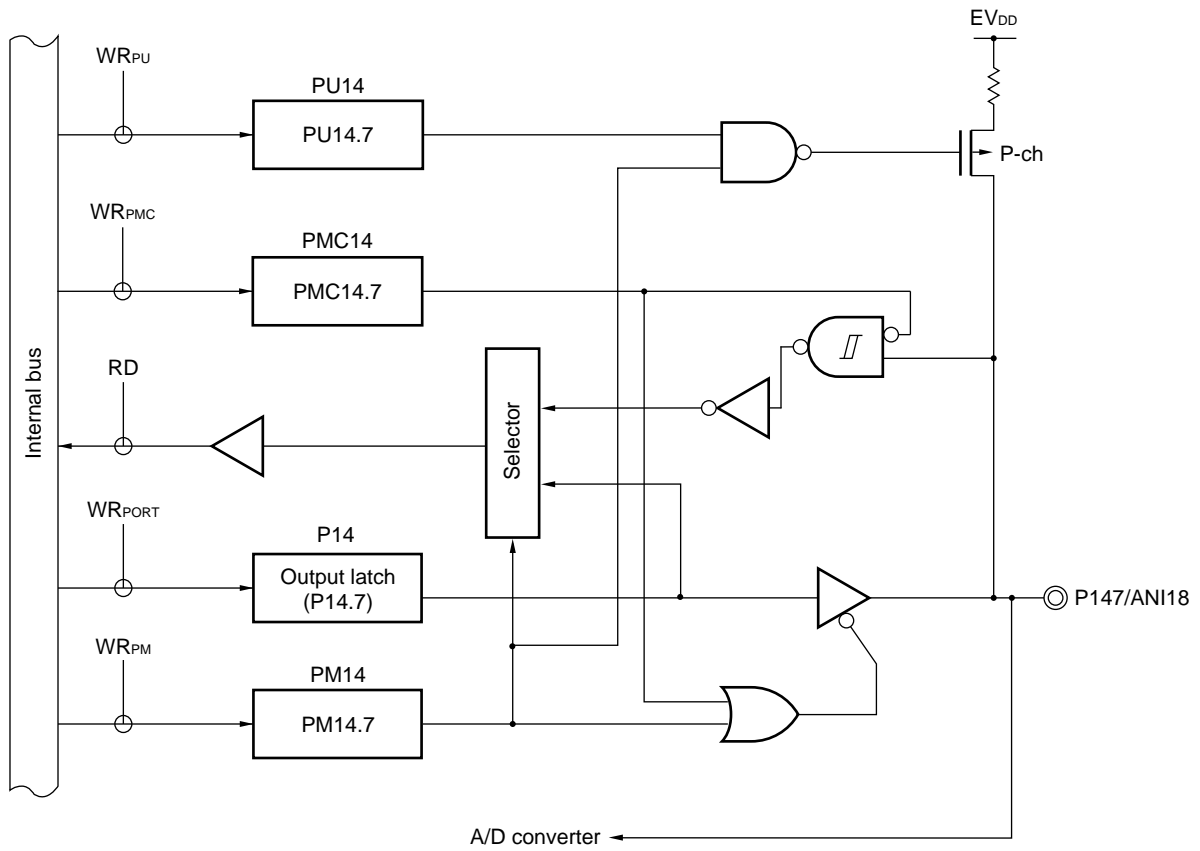 EVDD
WRPU
PU14
PU14.7
P-ch
WRPMC
PMC14
PMC14.7
Internal bus
RD
Selector
WRPORT
P14
Output latch
(P14.7)
P147/ANI18
WRPM
PM14
PM14.7
A/D converter